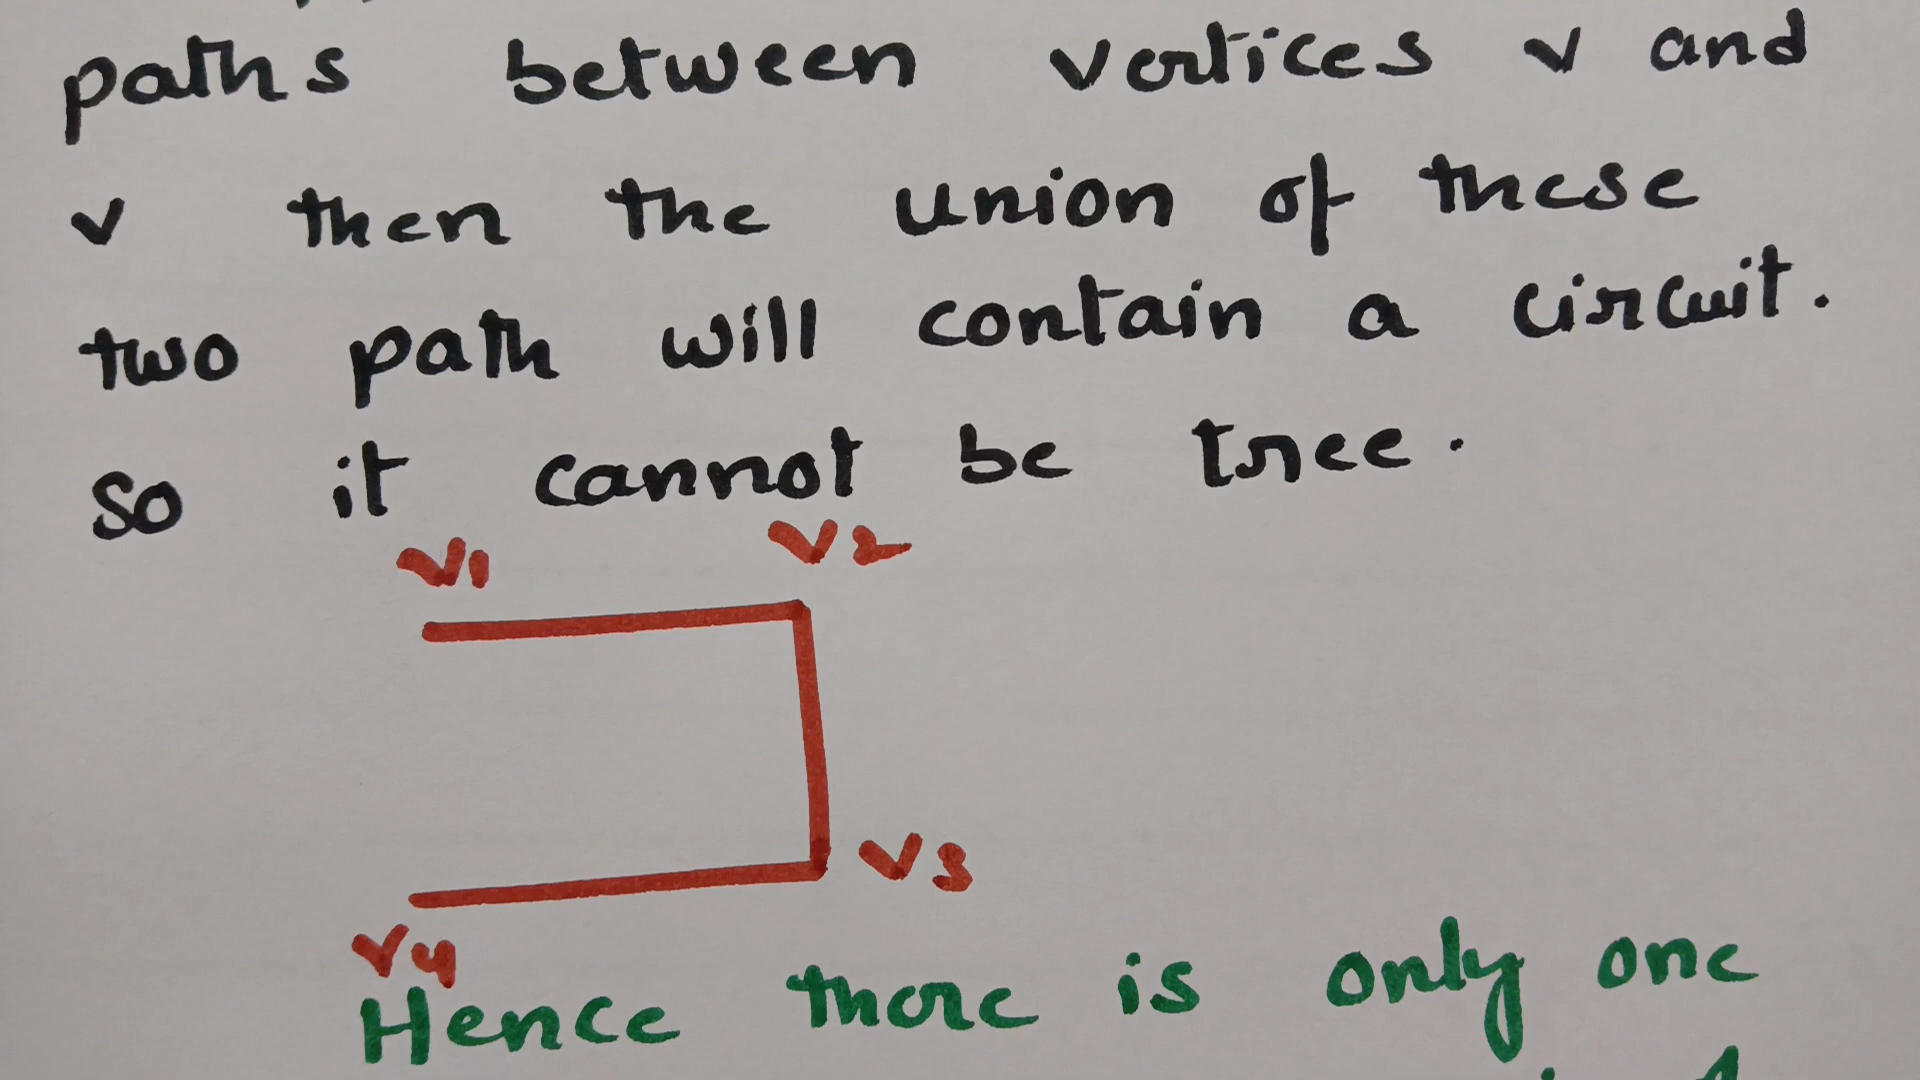 paths between vertices v and
v then the union of these
two path will contain a circuit.
So it cannot be tree.
V1 V2
V3
V4
Hence there is only one